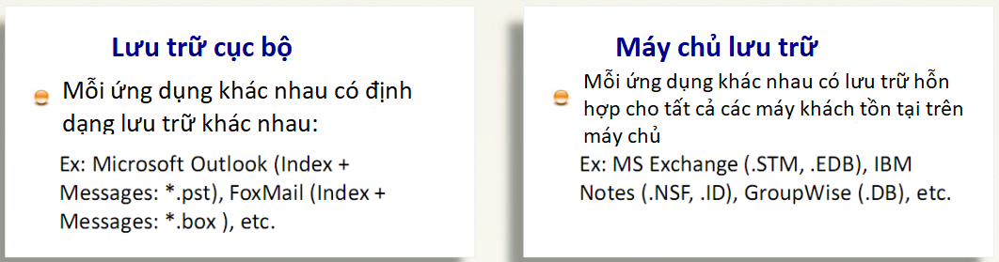 Lưu trữ cục bộ
Mỗi ứng dụng khác nhau có định
dạng lưu trữ khác nhau:
Ex: Microsoft Outlook (Index +
Messages: *.pst), FoxMail (Index +
Messages: *.box ), etc.
Máy chủ lưu trữ
Mỗi ứng dụng khác nhau có lưu trữ hỗn
hợp cho tất cả các máy khách tồn tại trên
máy chủ
Ex: MS Exchange (.STM, .EDB), IBM
Notes (.NSF, .ID), GroupWise (.DB), etc.